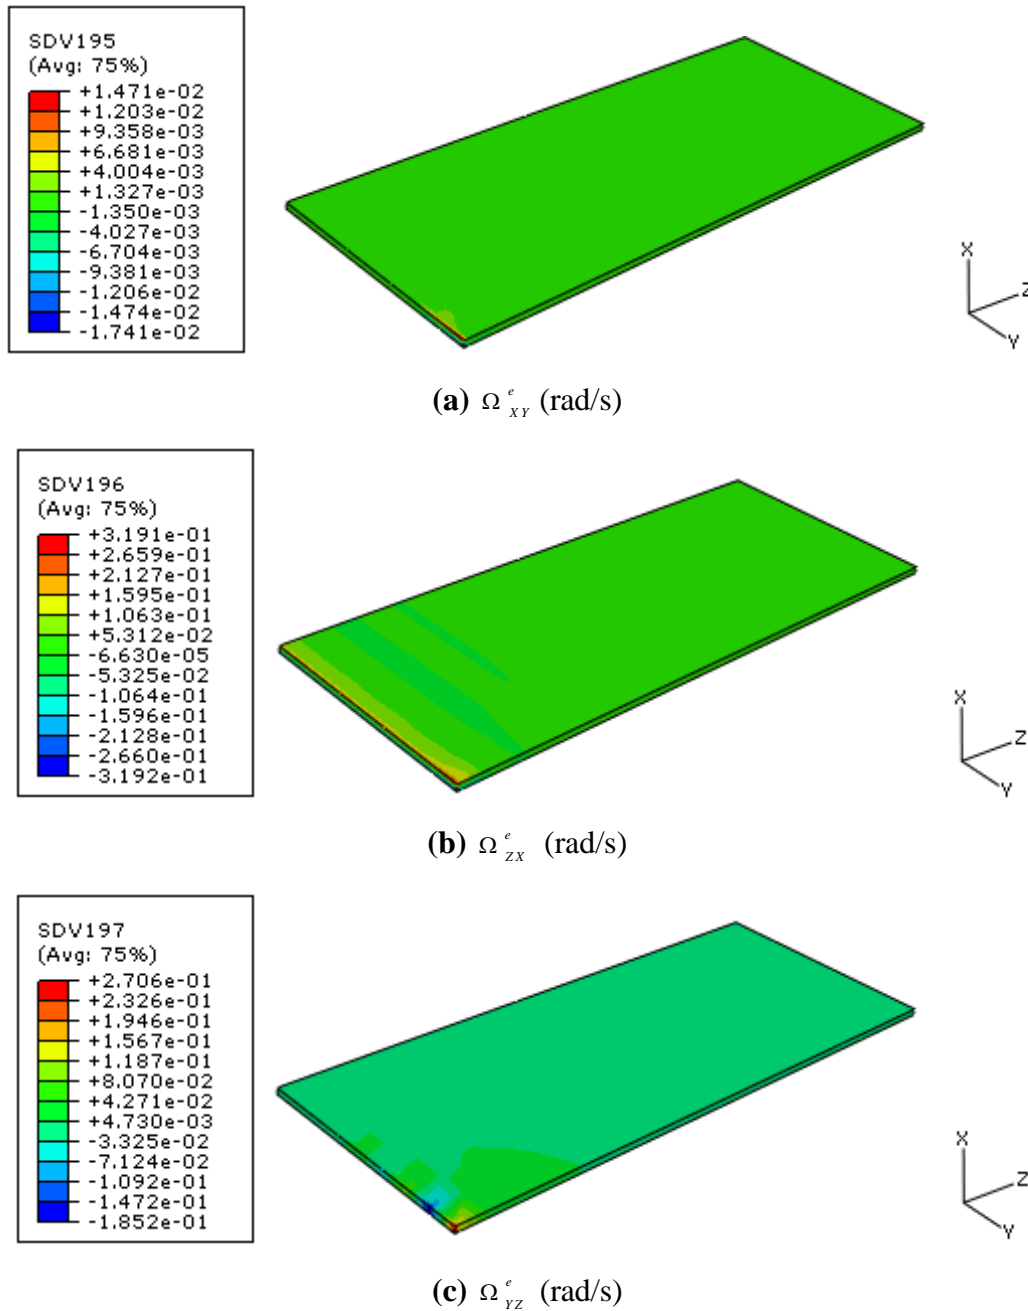 SDV195
(Avg: 75%)
+1.471e-02
+1.203e-02
+9.358e-03
+6.681e-03
+4.004e-03
+1.327e-03
-1.350e-03
-4.027e-03
-6.704e-03
-9.381e-03
-1.206e-02
-1.474e-02
-1.741e-02
X
Z
Y
(a) Ω^e_XY (rad/s)
SDV196
(Avg: 75%)
+3.191e-01
+2.659e-01
+2.127e-01
+1.595e-01
+1.063e-01
+5.312e-02
-6.630e-05
-5.325e-02
-1.064e-01
-1.596e-01
-2.128e-01
-2.660e-01
-3.192e-01
X
Z
Y
(b) Ω^e_ZX (rad/s)
SDV197
(Avg: 75%)
+2.706e-01
+2.326e-01
+1.946e-01
+1.567e-01
+1.187e-01
+8.070e-02
+4.271e-02
+4.730e-03
-3.325e-02
-7.124e-02
-1.092e-01
-1.472e-01
-1.852e-01
X
Z
Y
(c) Ω^e_YZ (rad/s)